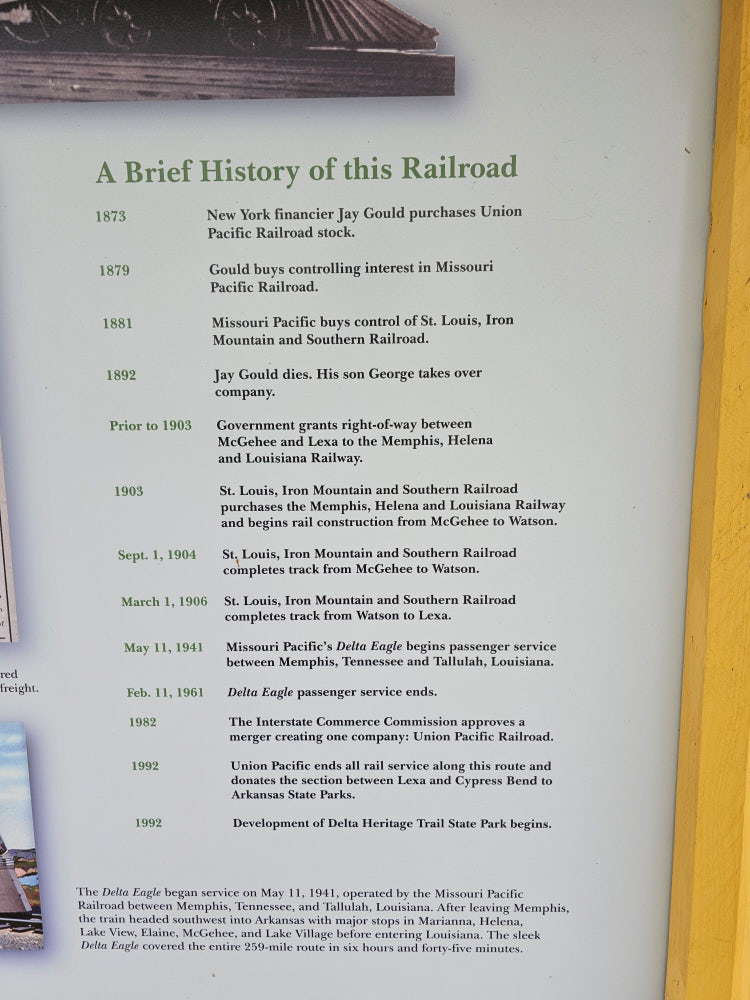 A Brief History of this Railroad
1873 New York financier Jay Gould purchases Union
Pacific Railroad stock.
1879 Gould buys controlling interest in Missouri
Pacific Railroad.
1881 Missouri Pacific buys control of St. Louis, Iron
Mountain and Southern Railroad.
1892 Jay Gould dies. His son George takes over
company.
Prior to 1903 Government grants right-of-way between
McGehee and Lexa to the Memphis, Helena
and Louisiana Railway.
1903 St. Louis, Iron Mountain and Southern Railroad
purchases the Memphis, Helena and Louisiana Railway
and begins rail construction from McGehee to Watson.
Sept. 1, 1904 St. Louis, Iron Mountain and Southern Railroad
completes track from McGehee to Watson.
March 1, 1906 St. Louis, Iron Mountain and Southern Railroad
completes track from Watson to Lexa.
May 11, 1941 Missouri Pacific's Delta Eagle begins passenger service
between Memphis, Tennessee and Tallulah, Louisiana.
Feb. 11, 1961 Delta Eagle passenger service ends.
1982 The Interstate Commerce Commission approves a
merger creating one company: Union Pacific Railroad.
1992 Union Pacific ends all rail service along this route and
donates the section between Lexa and Cypress Bend to
Arkansas State Parks.
1992 Development of Delta Heritage Trail State Park begins.
red
freight.
The Delta Eagle began service on May 11, 1941, operated by the Missouri Pacific
Railroad between Memphis, Tennessee, and Tallulah, Louisiana. After leaving Memphis,
the train headed southwest into Arkansas with major stops in Marianna, Helena,
Lake View, Elaine, McGehee, and Lake Village before entering Louisiana. The sleek
Delta Eagle covered the entire 259-mile route in six hours and forty-five minutes.